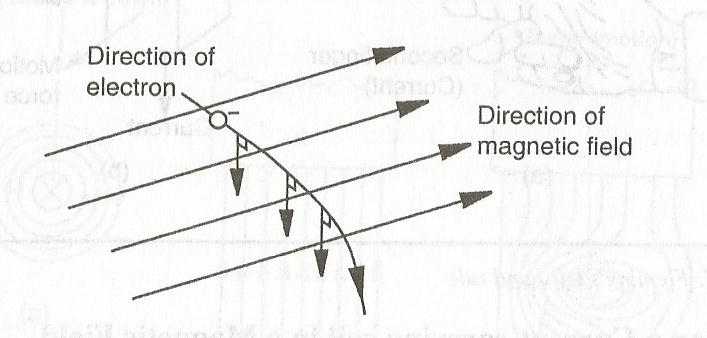 Direction of
electron
−
Direction of
magnetic field